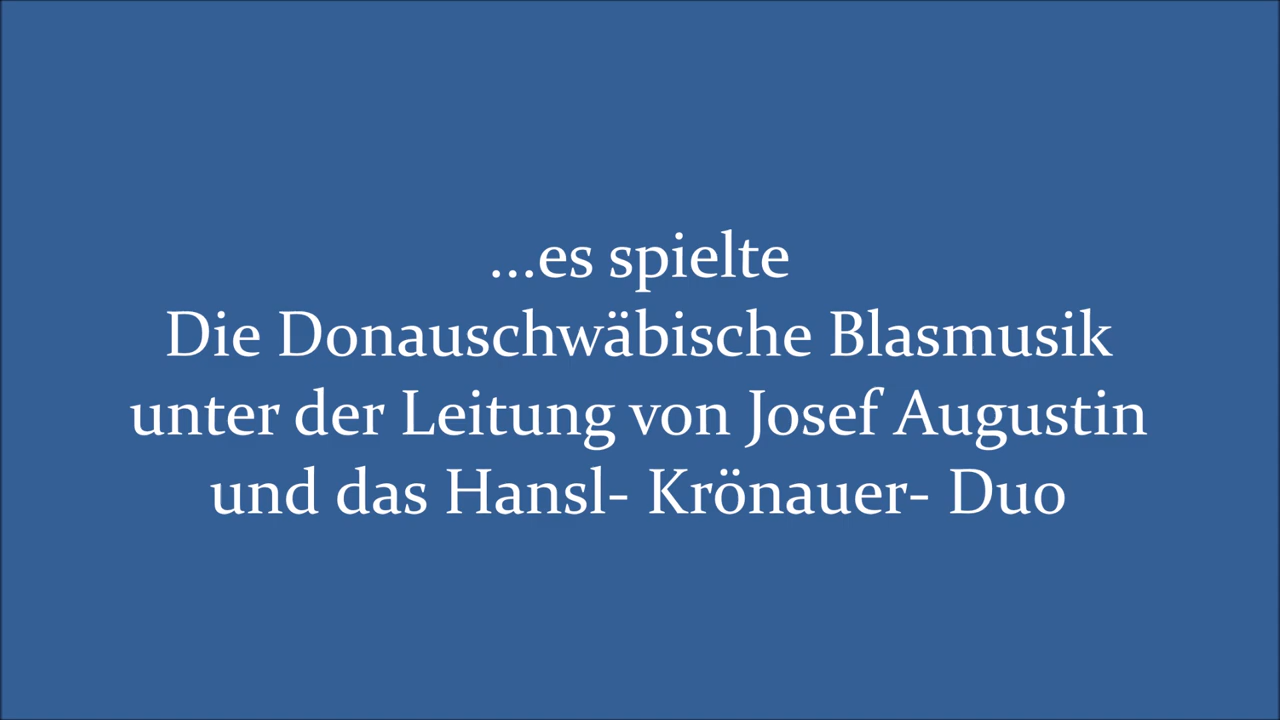 ...es spielte
Die Donauschwäbische Blasmusik
unter der Leitung von Josef Augustin
und das Hansl- Krönauer- Duo